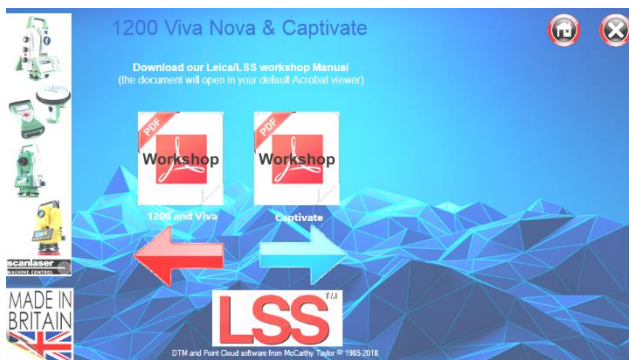 1200 Viva Nova & Captivate
Download our Leica/LSS workshop Manual
(the document will open in your default Acrobat viewer)
PDF
Workshop
PDF
Workshop
1200 and Viva
Captivate
scanlaser
MACHINE CONTROL
MADE IN
BRITAIN
LSS™
DTM and Point Cloud software from McCarthy Taylor © 1985-2018